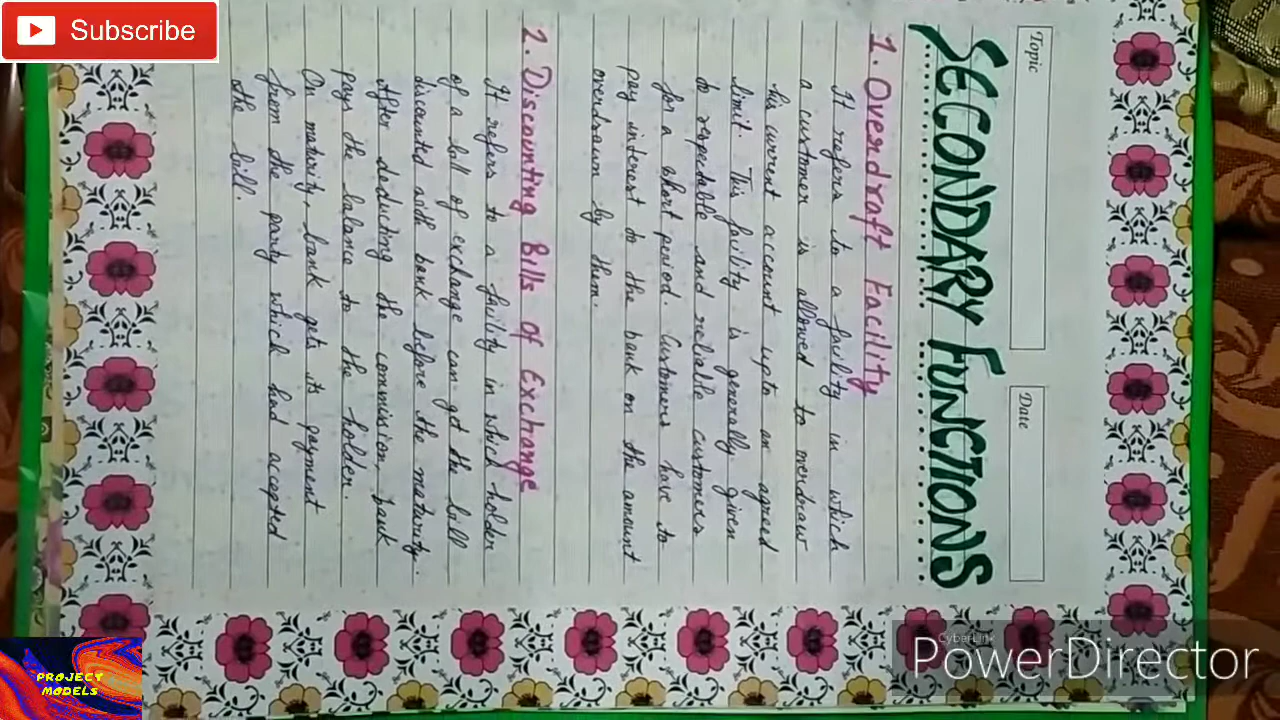 Subscribe
Topic
Date
SECONDARY FUNCTIONS
1. Overdraft Facility
It refers to a facility in which
a customer is allowed to overdraw
his current account upto an agreed
limit. This facility is generally given
to respectable and reliable customers
for a short period. Customers have to
pay interest to the bank on the amount
overdrawn by them.
2. Discounting Bills of Exchange
It refers to a facility in which holder
of a bill of exchange can get the bill
discounted with bank before the maturity.
After deducting the commission, bank
pays the balance to the holder.
On maturity, bank gets its payment
from the party which had accepted
the bill.
PROJECT
MODELS
CyberLink
PowerDirector